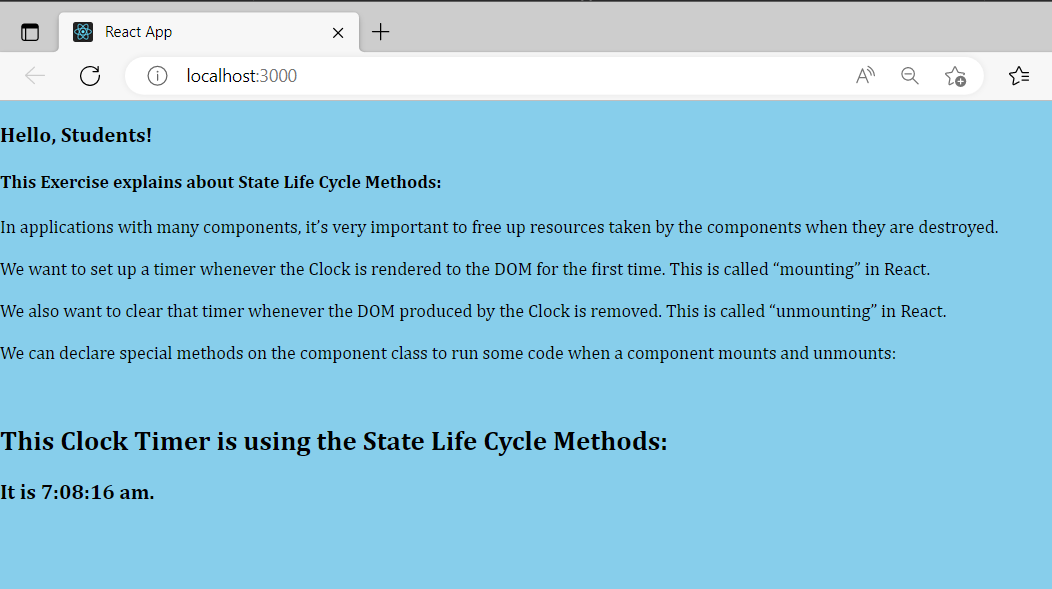 React App
localhost:3000
Hello, Students!
This Exercise explains about State Life Cycle Methods:
In applications with many components, it’s very important to free up resources taken by the components when they are destroyed.
We want to set up a timer whenever the Clock is rendered to the DOM for the first time. This is called “mounting” in React.
We also want to clear that timer whenever the DOM produced by the Clock is removed. This is called “unmounting” in React.
We can declare special methods on the component class to run some code when a component mounts and unmounts:
This Clock Timer is using the State Life Cycle Methods:
It is 7:08:16 am.